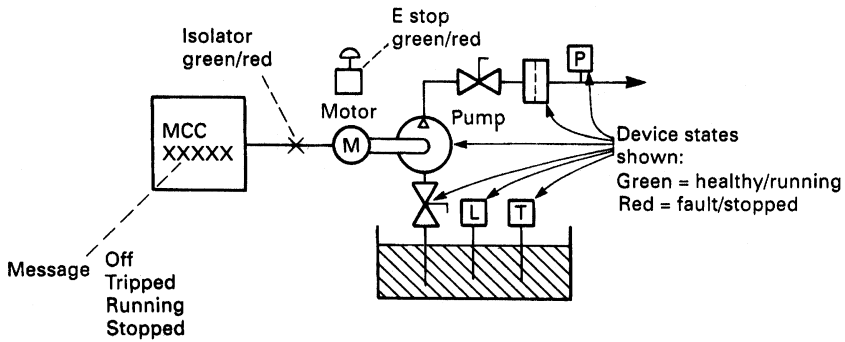 E stop
green/red
Isolator
green/red
P
Motor
Pump
MCC
XXXXX
M
Device states
shown:
Green = healthy/running
Red = fault/stopped
L
T
Message
Off
Tripped
Running
Stopped